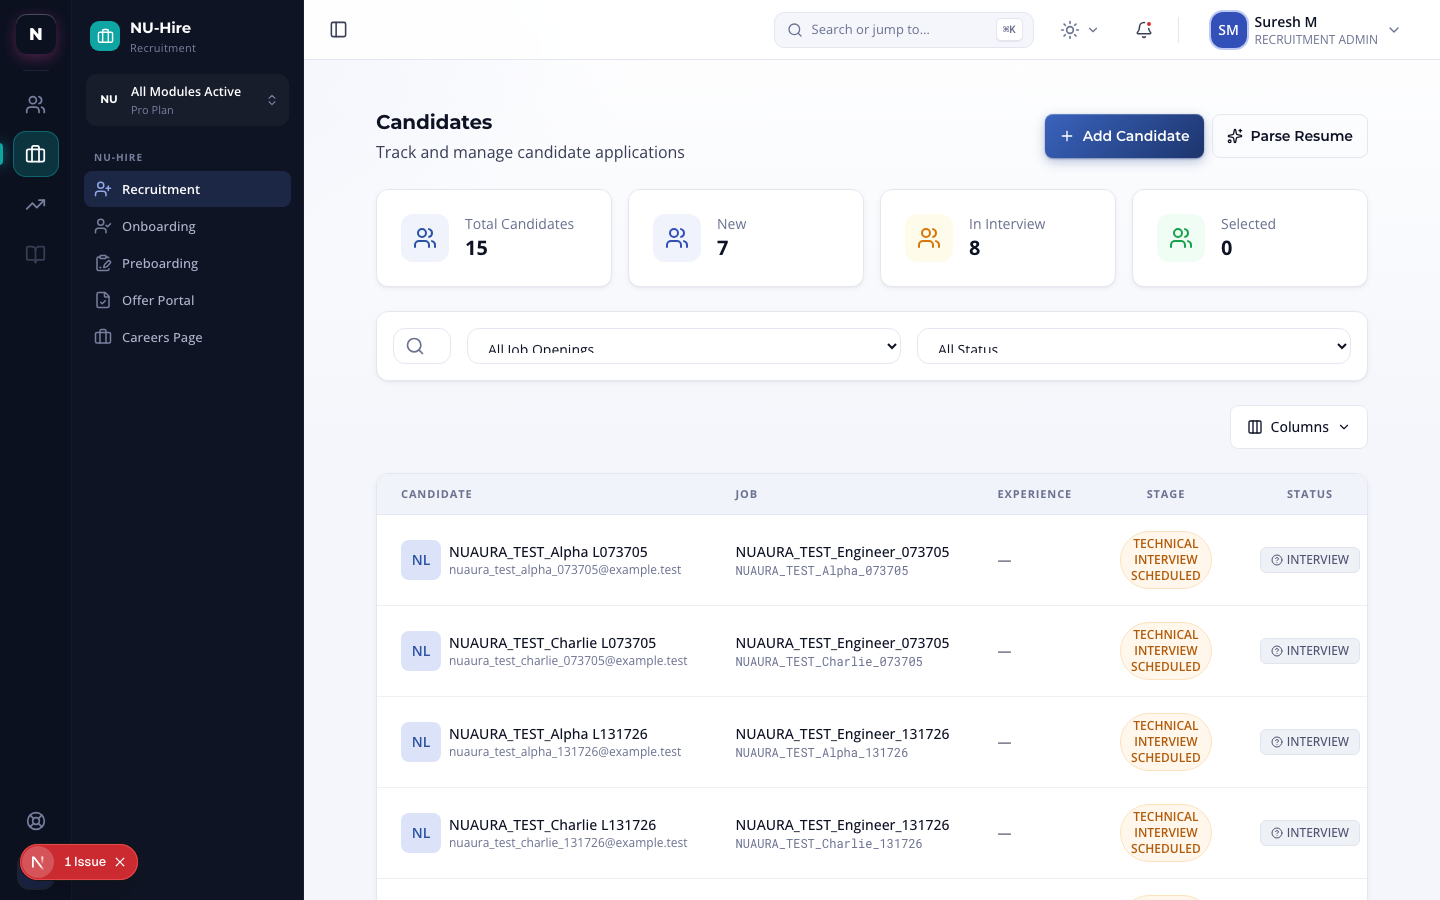 N
NU-Hire
Recruitment
NU
All Modules Active
Pro Plan
NU-HIRE
Recruitment
Onboarding
Preboarding
Offer Portal
Careers Page
N
1 Issue
Search or jump to...
⌘K
SM
Suresh M
RECRUITMENT ADMIN
Candidates
Track and manage candidate applications
Add Candidate
Parse Resume
Total Candidates
15
New
7
In Interview
8
Selected
0
All Job Openings
All Status
Columns
CANDIDATE JOB EXPERIENCE STAGE STATUS
NL
NUAURA_TEST_Alpha L073705
nuaura_test_alpha_073705@example.test
NUAURA_TEST_Engineer_073705
NUAURA_TEST_Alpha_073705
—
TECHNICAL
INTERVIEW
SCHEDULED
INTERVIEW
NL
NUAURA_TEST_Charlie L073705
nuaura_test_charlie_073705@example.test
NUAURA_TEST_Engineer_073705
NUAURA_TEST_Charlie_073705
—
TECHNICAL
INTERVIEW
SCHEDULED
INTERVIEW
NL
NUAURA_TEST_Alpha L131726
nuaura_test_alpha_131726@example.test
NUAURA_TEST_Engineer_131726
NUAURA_TEST_Alpha_131726
—
TECHNICAL
INTERVIEW
SCHEDULED
INTERVIEW
NL
NUAURA_TEST_Charlie L131726
nuaura_test_charlie_131726@example.test
NUAURA_TEST_Engineer_131726
NUAURA_TEST_Charlie_131726
—
TECHNICAL
INTERVIEW
SCHEDULED
INTERVIEW